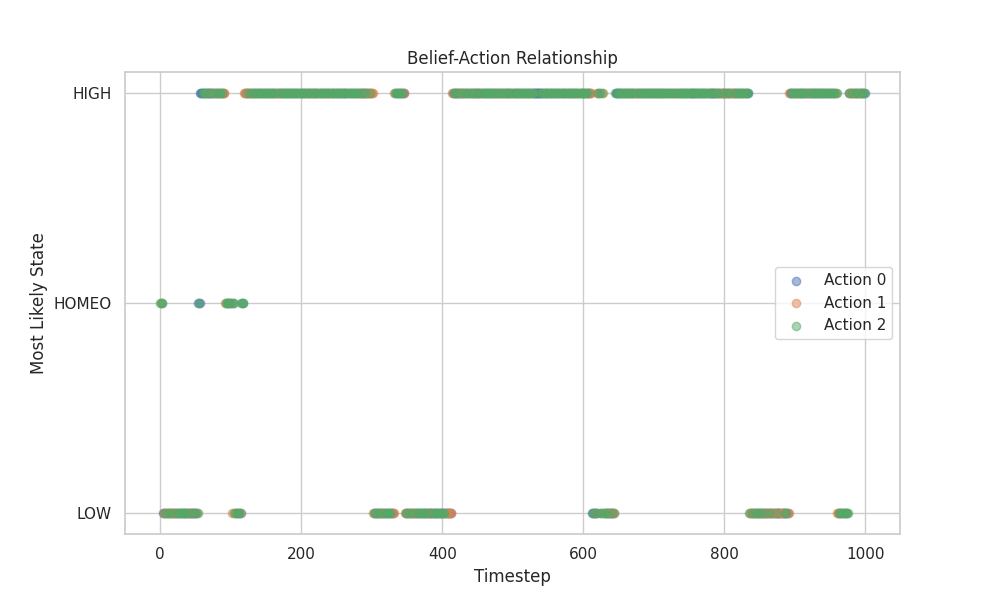 Belief-Action Relationship
HIGH
HOMEO
LOW
Most Likely State
Action 0
Action 1
Action 2
0
200
400
600
800
1000
Timestep